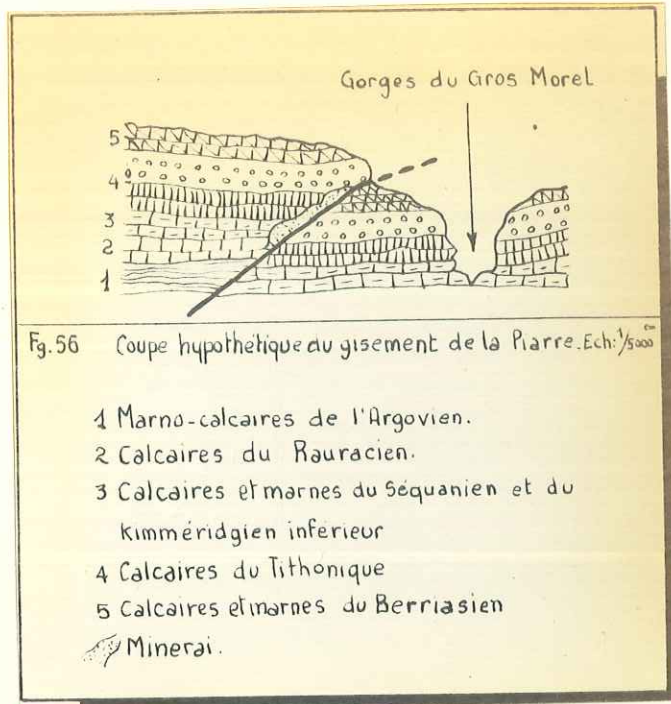 Gorges du Gros Morel
5
4
3
2
1
Fg.56 Coupe hypothétique du gisement de la Piarre. Ech: 1/5000
1 Marno-calcaires de l'Argovien.
2 Calcaires du Rauracien.
3 Calcaires et marnes du Séquanien et du
Kimméridgien inférieur
4 Calcaires du Tithonique
5 Calcaires et marnes du Berriasien
Minerai.